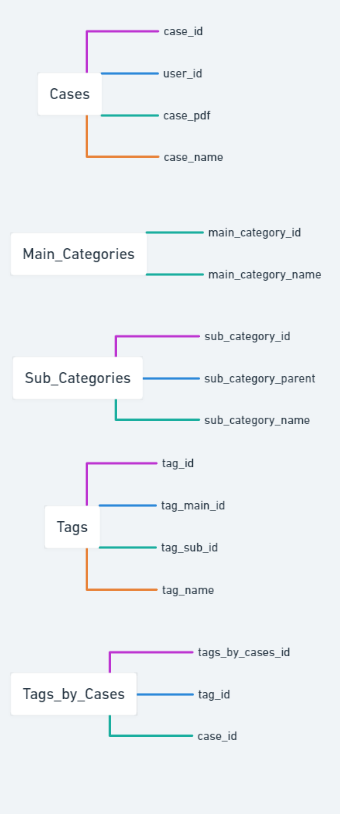 Cases
case_id
user_id
case_pdf
case_name
Main_Categories
main_category_id
main_category_name
Sub_Categories
sub_category_id
sub_category_parent
sub_category_name
Tags
tag_id
tag_main_id
tag_sub_id
tag_name
Tags_by_Cases
tags_by_cases_id
tag_id
case_id